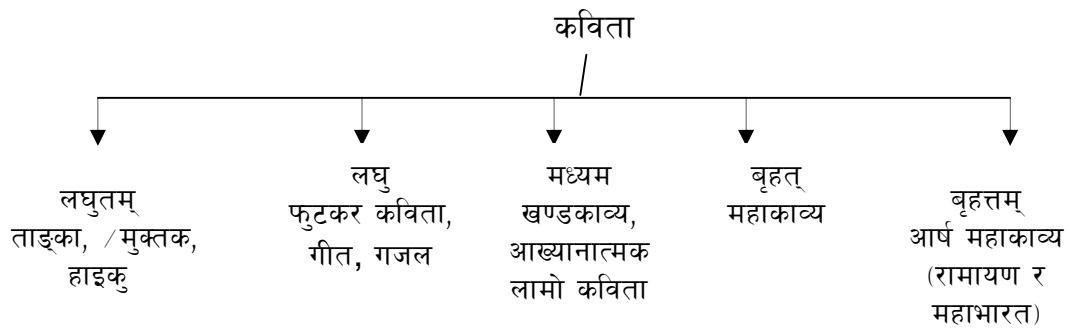 कविता
लघुतम्
ताङ्का, /मुक्तक,
हाइकु
लघु
फुटकर कविता,
गीत, गजल
मध्यम
खण्डकाव्य,
आख्यानात्मक
लामो कविता
बृहत्
महाकाव्य
बृहत्तम्
आर्ष महाकाव्य
(रामायण र
महाभारत)